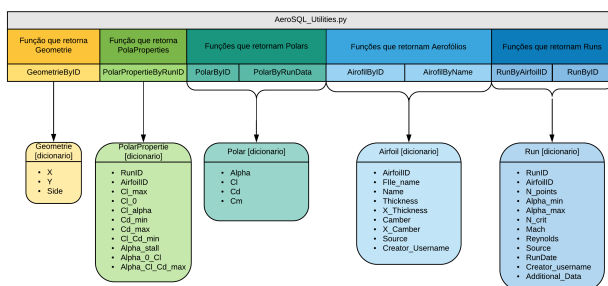 AeroSQL_Utilities.py
Função que retorna
Geometrie
Função que retorna
PolaProperties
Funções que retornam Polars
Funções que retornam Aerofólios
Funções que retornam Runs
GeometrieByID
PolarPropertieByRunID
PolarByID
PolarByRunData
AirofilByID
AirofilByName
RunByAirfoilID
RunByID
Geometrie
[dicionario]
• X
• Y
• Side
PolarPropertie
[dicionario]
• RunID
• AirfoilID
• Cl_max
• Cl_0
• Cl_alpha
• Cd_min
• Cd_max
• Cl_Cd_min
• Alpha_stall
• Alpha_0_Cl
• Alpha_Cl_Cd_max
Polar [dicionario]
• Alpha
• Cl
• Cd
• Cm
Airfoil [dicionario]
• AirfoilID
• FIle_name
• Name
• Thickness
• X_Thickness
• Camber
• X_Camber
• Source
• Creator_Username
Run [dicionario]
• RunID
• AirfoilID
• N_points
• Alpha_min
• Alpha_max
• N_crit
• Mach
• Reynolds
• Source
• RunDate
• Creator_username
• Additional_Data